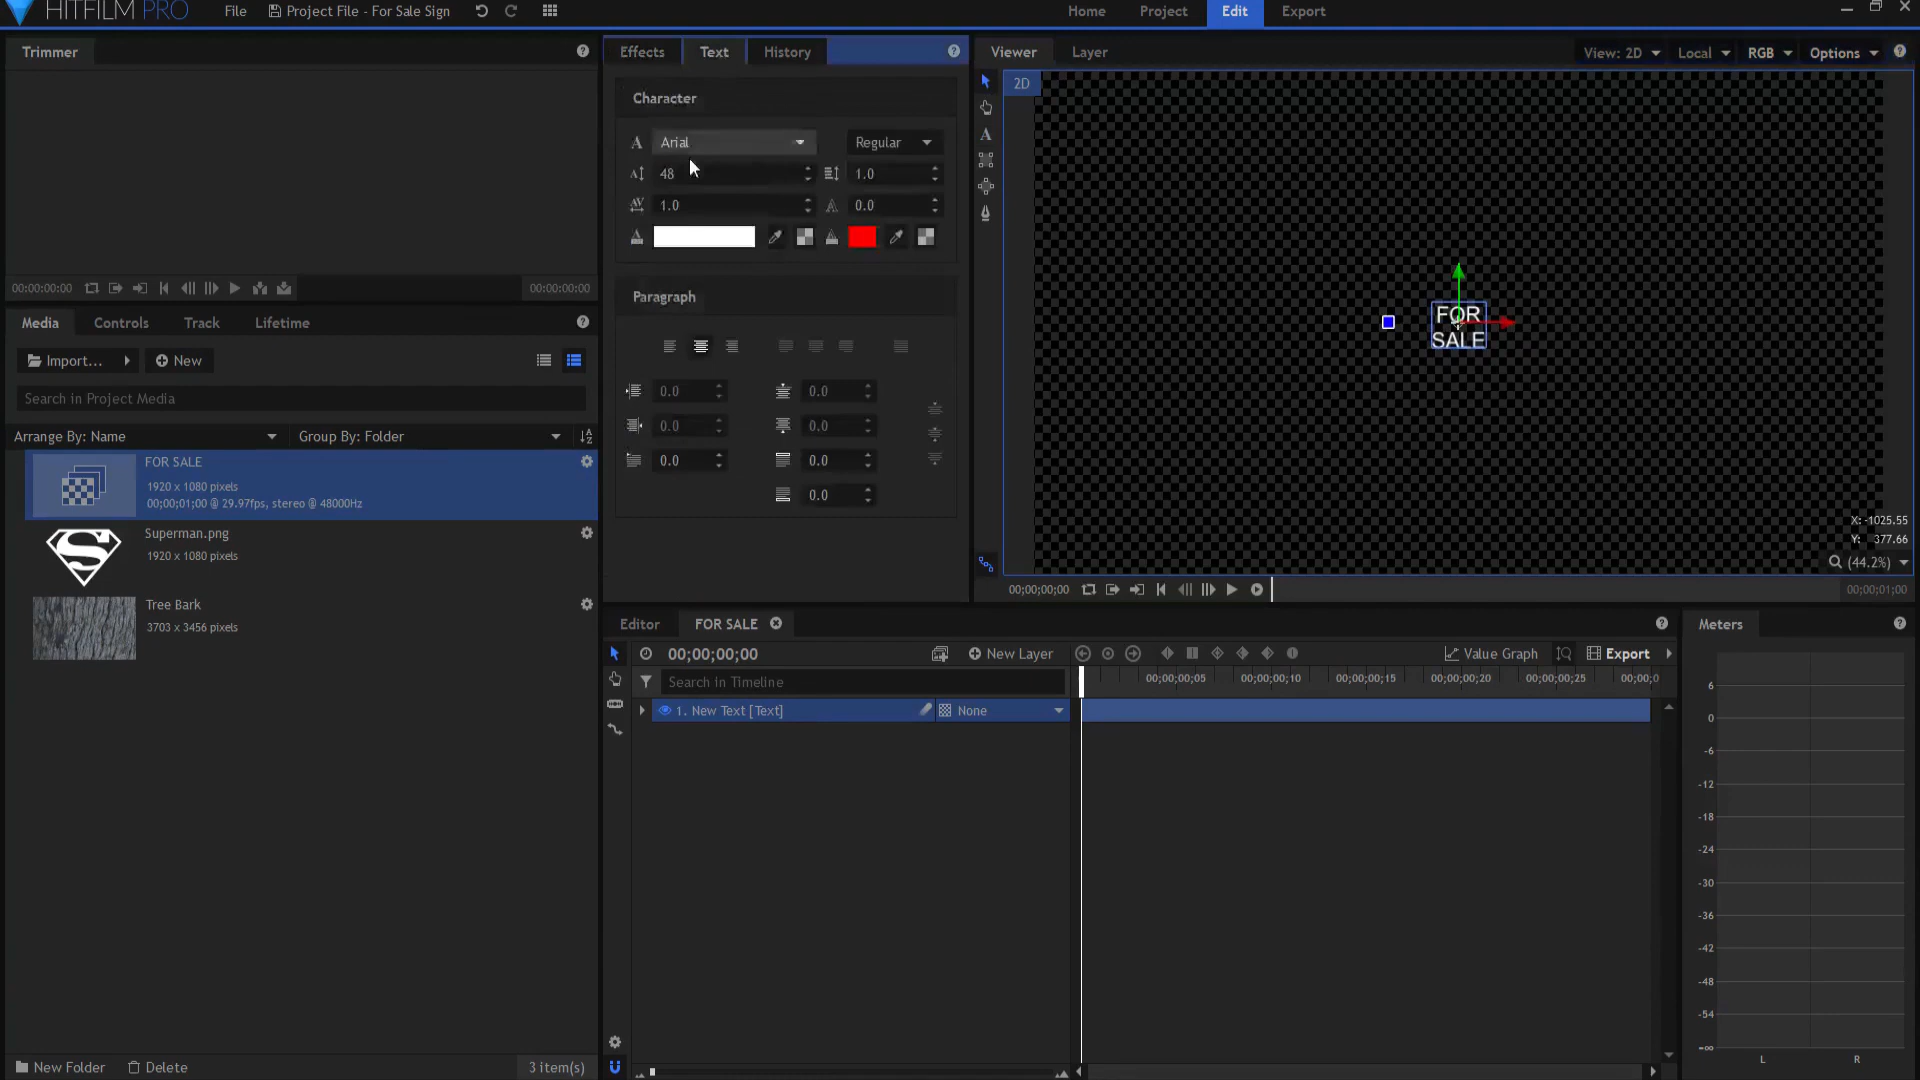 HITFILM PRO
File
Project File - For Sale Sign
Home
Project
Edit
Export
Trimmer
Effects
Text
History
Viewer
Layer
View: 2D
Local
RGB
Options
2D
Character
A
Arial
Regular
48
1.0
AV
1.0
0.0
Paragraph
0.0
0.0
0.0
0.0
0.0
0.0
0.0
FOR
SALE
X: -1025.55
Y: 377.66
(44.2%)
00:00:00:00
00:00:00:00
Media
Controls
Track
Lifetime
Import...
New
Search in Project Media
Arrange By: Name
Group By: Folder
FOR SALE
1920 x 1080 pixels
00;00;01;00 @ 29.97fps, stereo @ 48000Hz
Superman.png
1920 x 1080 pixels
Tree Bark
3703 x 3456 pixels
00;00;00;00
00;00;01;00
Editor
FOR SALE
00;00;00;00
New Layer
Value Graph
Export
Search in Timeline
00;00;00;05
00;00;00;10
00;00;00;15
00;00;00;20
00;00;00;25
00;00;0
1. New Text [Text]
None
Meters
6
0
-6
-12
-18
-24
-30
-36
-42
-48
-54
-∞
L
R
New Folder
Delete
3 item(s)